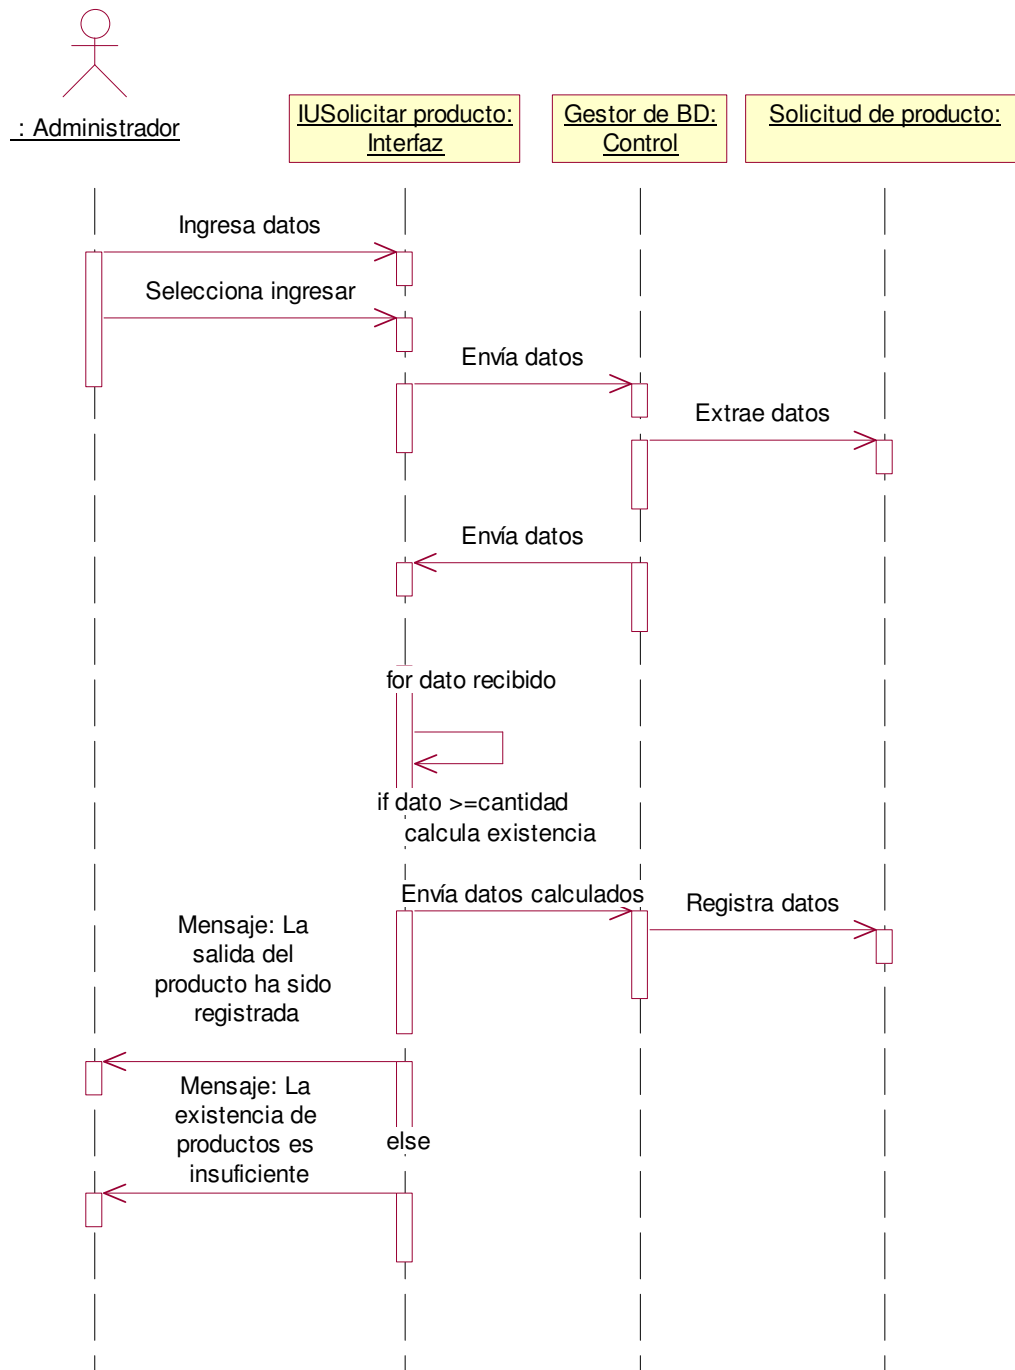 _ : Administrador
IUSolicitar producto:
Interfaz
Gestor de BD:
Control
Solicitud de producto:
Ingresa datos
Selecciona ingresar
Envía datos
Extrae datos
Envía datos
for dato recibido
if dato >=cantidad
calcula existencia
Envía datos calculados
Registra datos
Mensaje: La
salida del
producto ha sido
registrada
Mensaje: La
existencia de
productos es
insuficiente
else